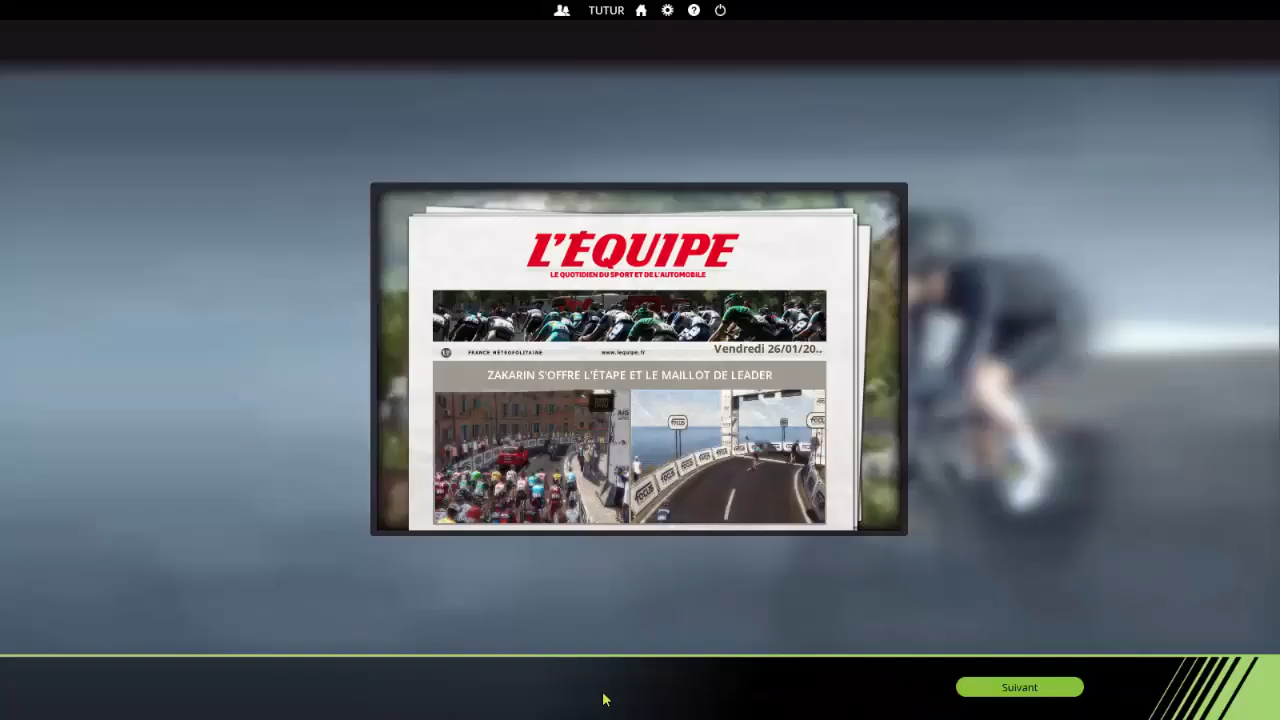 TUTUR
L'ÉQUIPE
LE QUOTIDIEN DU SPORT ET DE L'AUTOMOBILE
FRANCE MÉTROPOLITAINE www.lequipe.fr Vendredi 26/01/20..
ZAKARIN S'OFFRE L'ÉTAPE ET LE MAILLOT DE LEADER
FOCUS
Suivant